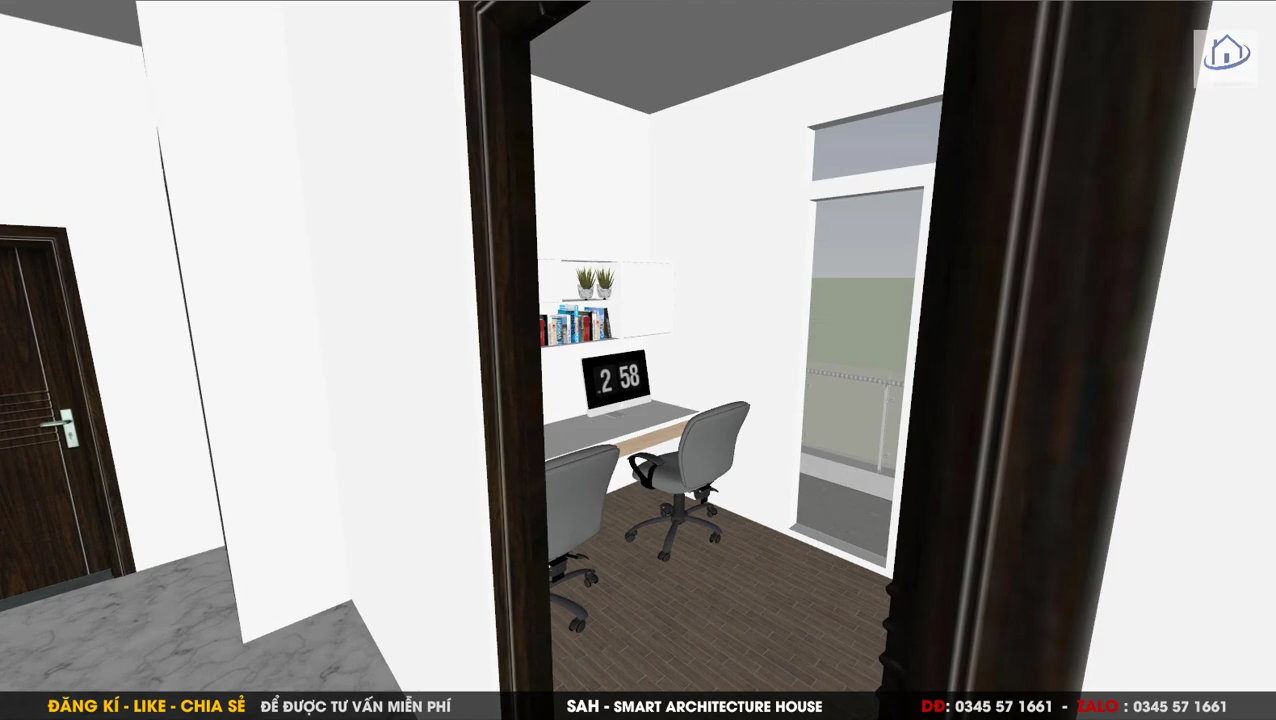 .2 58
ĐĂNG KÍ - LIKE - CHIA SẺ ĐỂ ĐƯỢC TƯ VẤN MIỄN PHÍ SAH - SMART ARCHITECTURE HOUSE DĐ: 0345 57 1661 - ZALO : 0345 57 1661